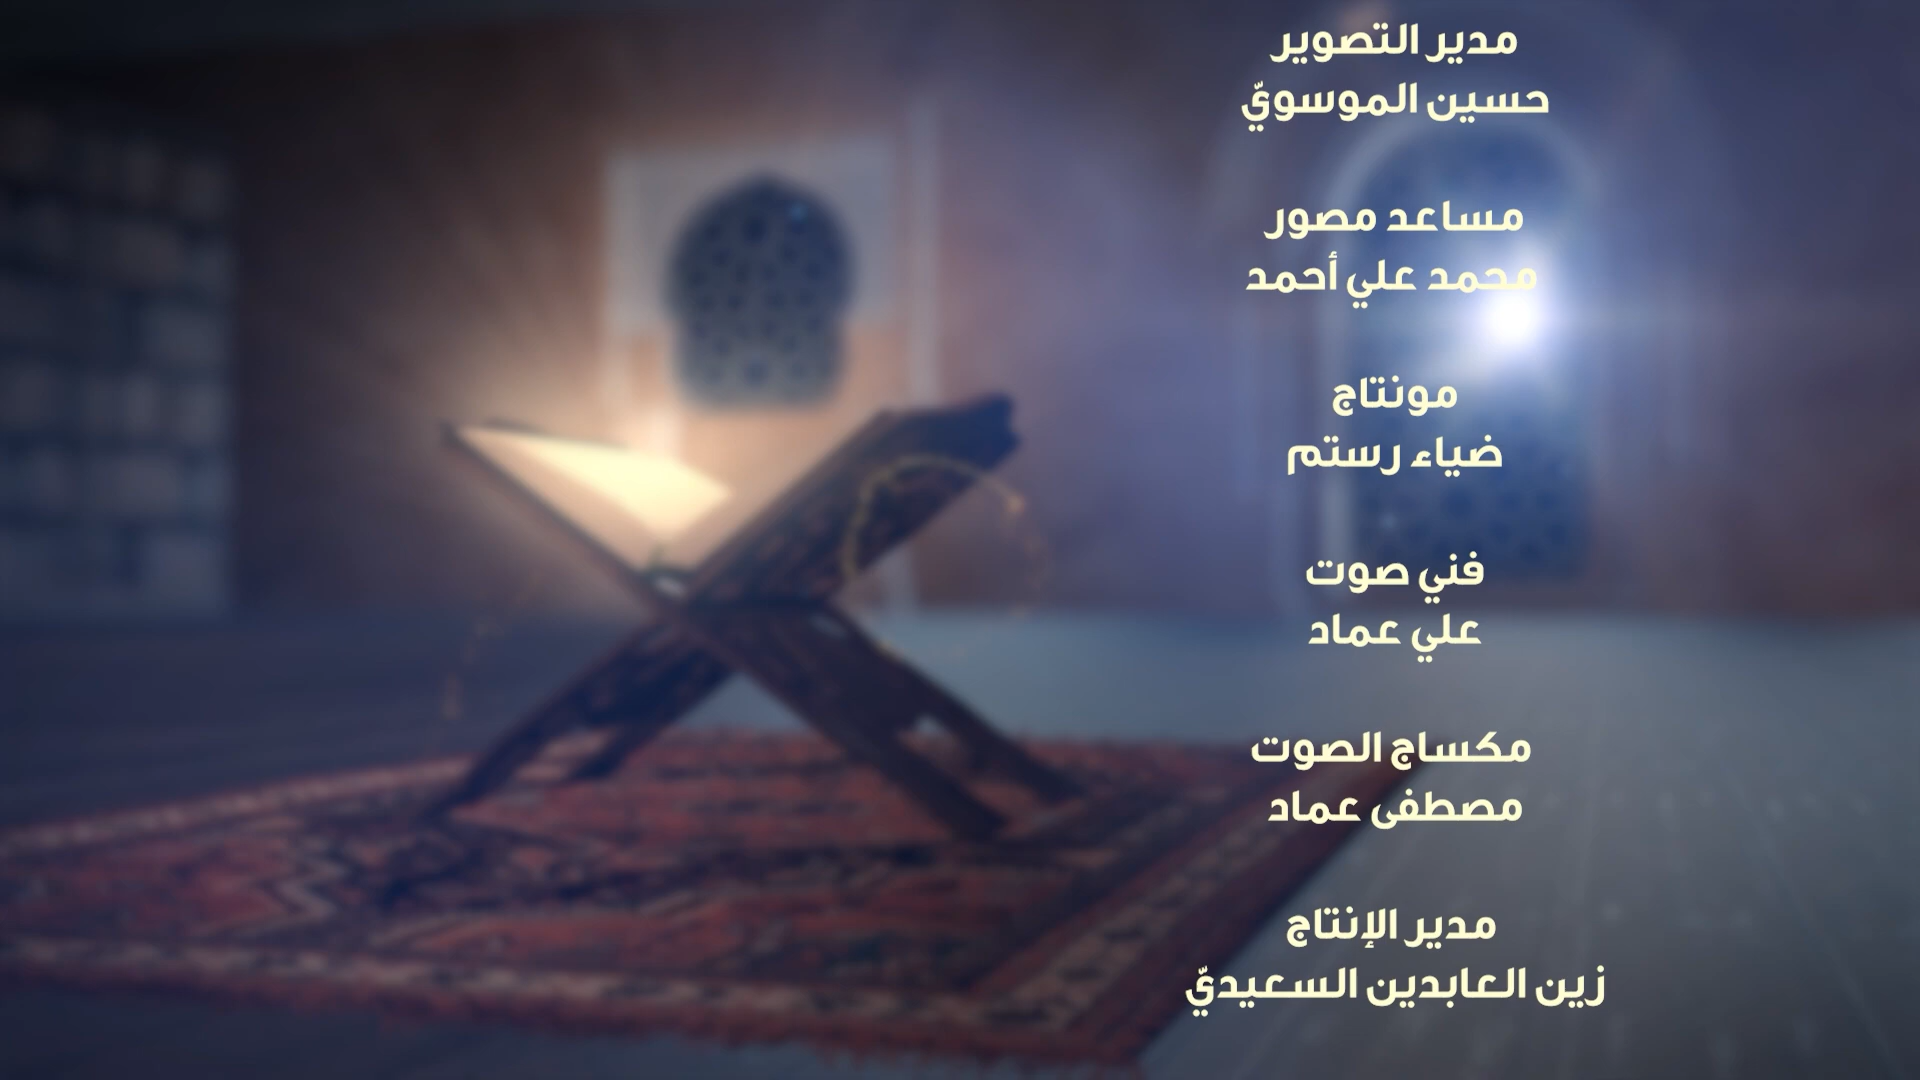 مدير التصوير
حسين الموسويّ
مساعد مصور
محمد علي أحمد
مونتاج
ضياء رستم
فني صوت
علي عماد
مكساج الصوت
مصطفى عماد
مدير الإنتاج
زين العابدين السعيديّ